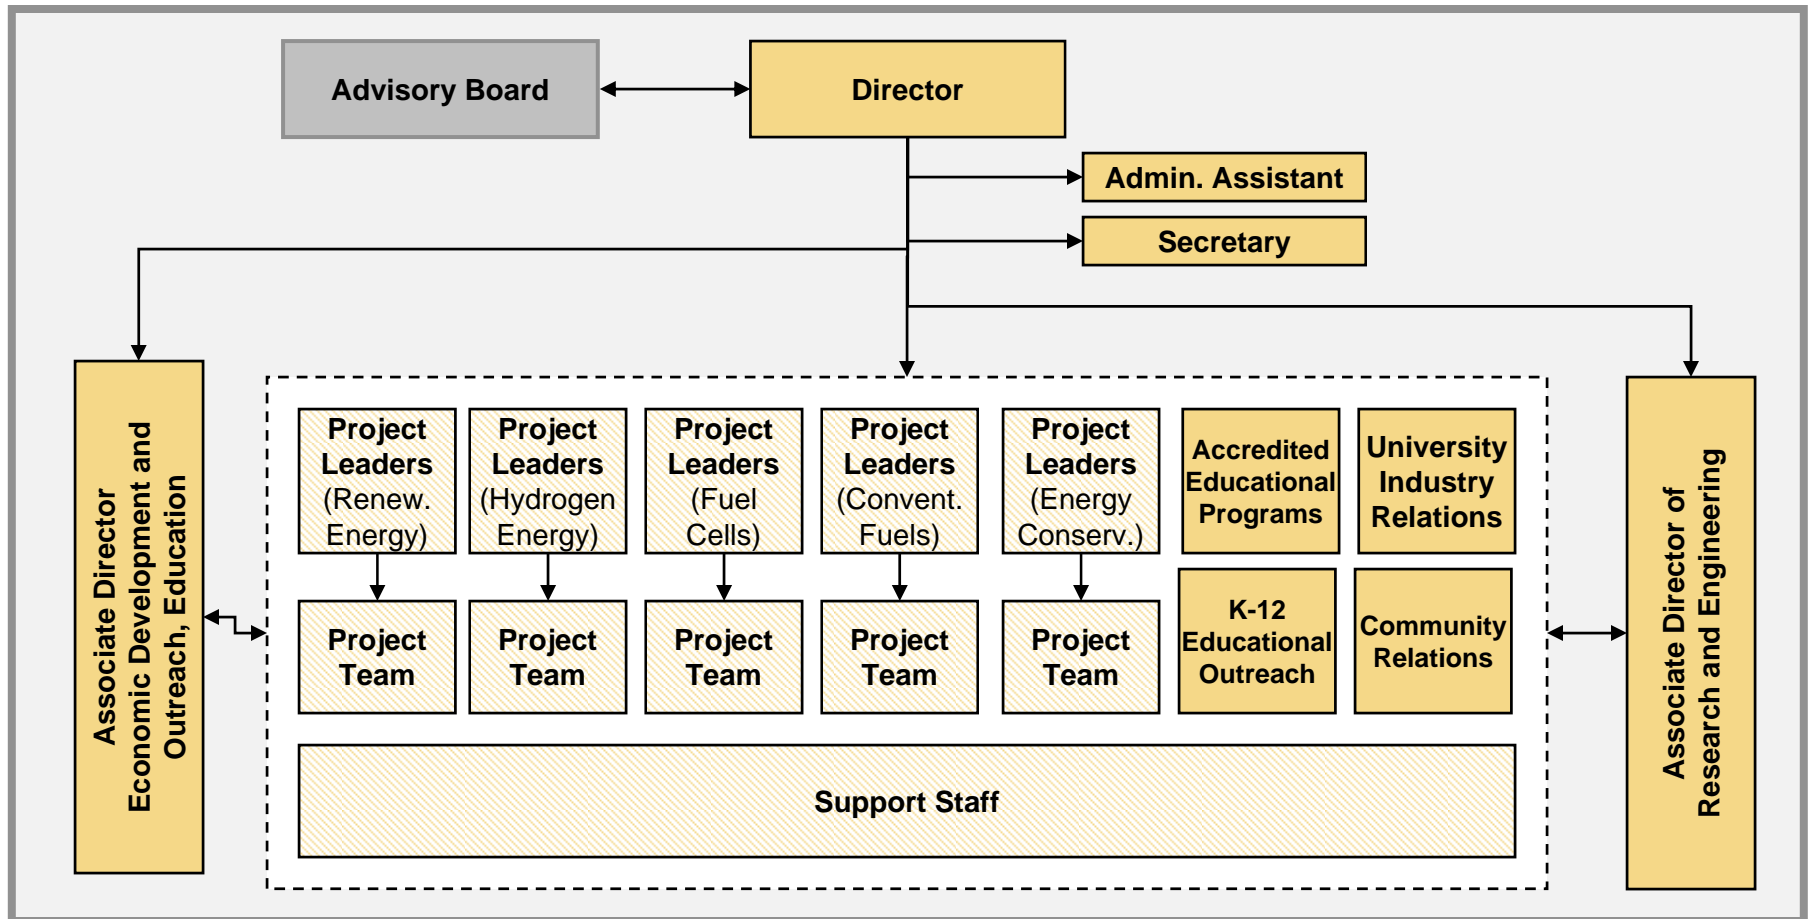 Advisory Board
Director
Admin. Assistant
Secretary
Associate Director
Economic Development and
Outreach, Education
Project
Leaders
(Renew.
Energy)
Project
Leaders
(Hydrogen
Energy)
Project
Leaders
(Fuel
Cells)
Project
Leaders
(Convent.
Fuels)
Project
Leaders
(Energy
Conserv.)
Accredited
Educational
Programs
University
Industry
Relations
Project
Team
Project
Team
Project
Team
Project
Team
Project
Team
K-12
Educational
Outreach
Community
Relations
Support Staff
Associate Director of
Research and Engineering